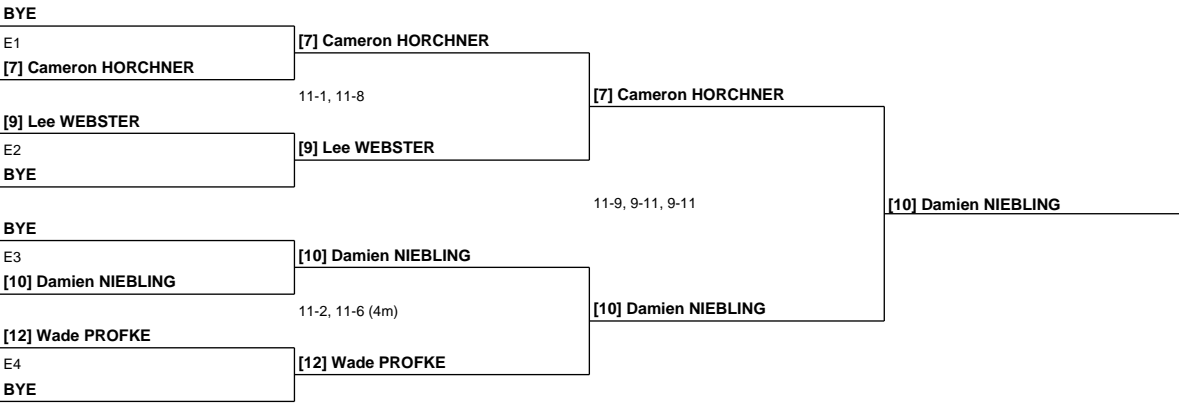 BYE
E1
[7] Cameron HORCHNER
[7] Cameron HORCHNER
11-1, 11-8
[7] Cameron HORCHNER
[9] Lee WEBSTER
E2
[9] Lee WEBSTER
BYE
11-9, 9-11, 9-11
[10] Damien NIEBLING
BYE
E3
[10] Damien NIEBLING
[10] Damien NIEBLING
11-2, 11-6 (4m)
[10] Damien NIEBLING
[12] Wade PROFKE
E4
[12] Wade PROFKE
BYE